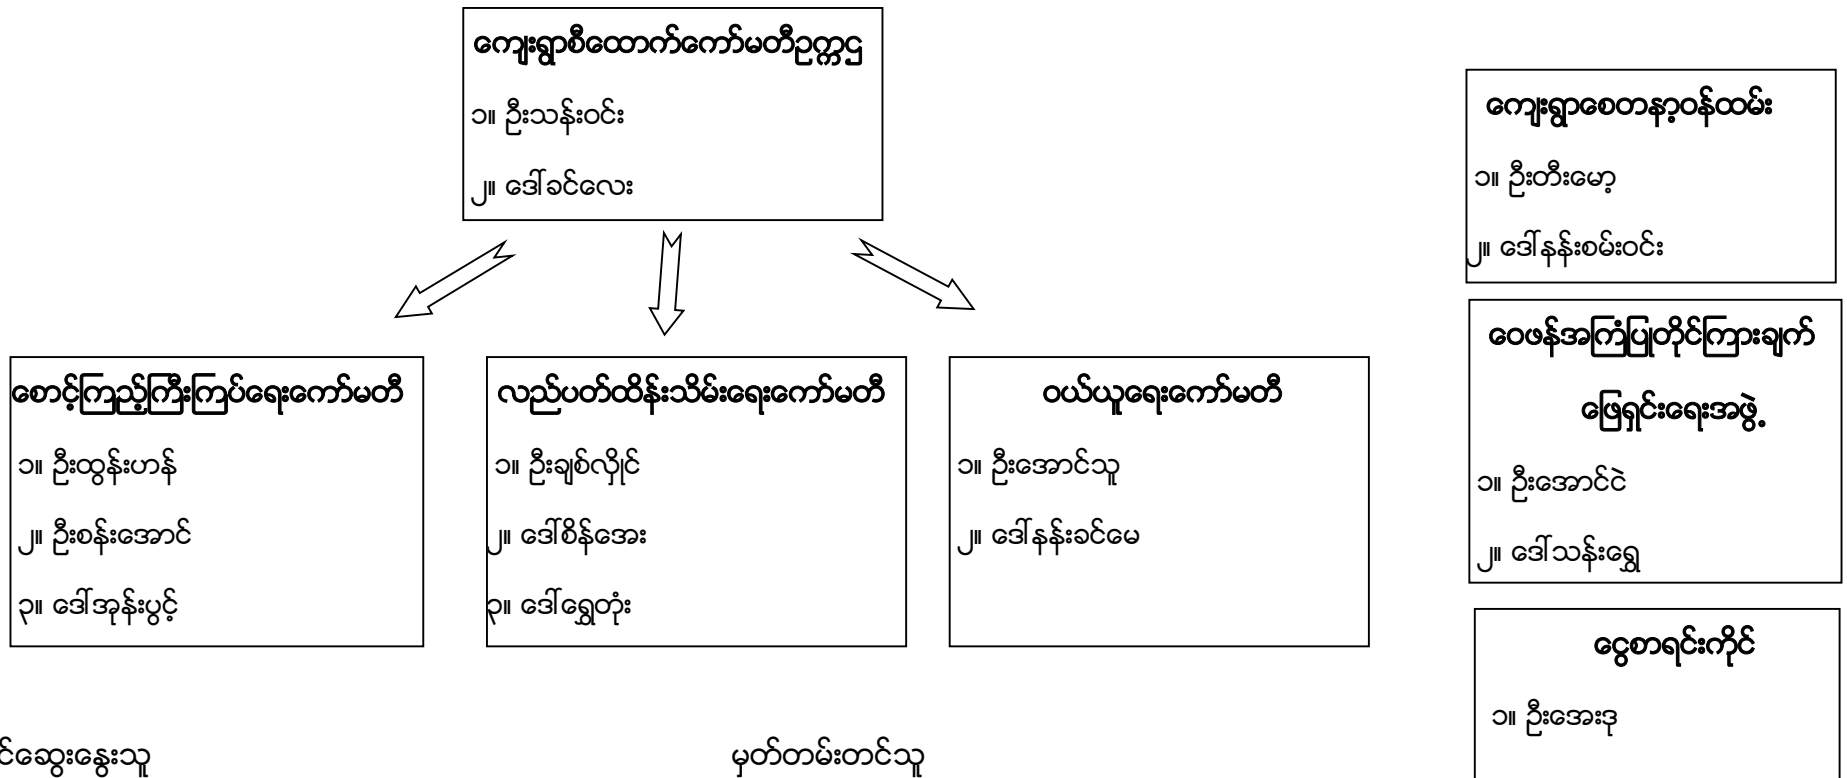 ကျေးရွာစီထောက်ကော်မတီဥက္ကဌ
၁။ ဦးသန်းဝင်း
၂။ ဒေါ်ခင်လေး
ကျေးရွာစေတနာ့ဝန်ထမ်း
၁။ ဦးတီးမော့
၂။ ဒေါ်နန်းစမ်းဝင်း
ဝေဖန်အကြံပြုတိုင်ကြားချက်
ဖြေရှင်းရေးအဖွဲ့
၁။ ဦးအောင်ငဲ
၂။ ဒေါ်သန်းရွှေ
စောင့်ကြည့်ကြီးကြပ်ရေးကော်မတီ
၁။ ဦးထွန်းဟန်
၂။ ဦးစန်းအောင်
၃။ ဒေါ်အုန်းပွင့်
လည်ပတ်ထိန်းသိမ်းရေးကော်မတီ
၁။ ဦးချစ်လှိုင်
၂။ ဒေါ်စိန်အေး
၃။ ဒေါ်ရွှေတုံး
ဝယ်ယူရေးကော်မတီ
၁။ ဦးအောင်သူ
၂။ ဒေါ်နန်းခင်မေ
ငွေစာရင်းကိုင်
၁။ ဦးအေးဒု
ဆွေးနွေးသူ
မှတ်တမ်းတင်သူ